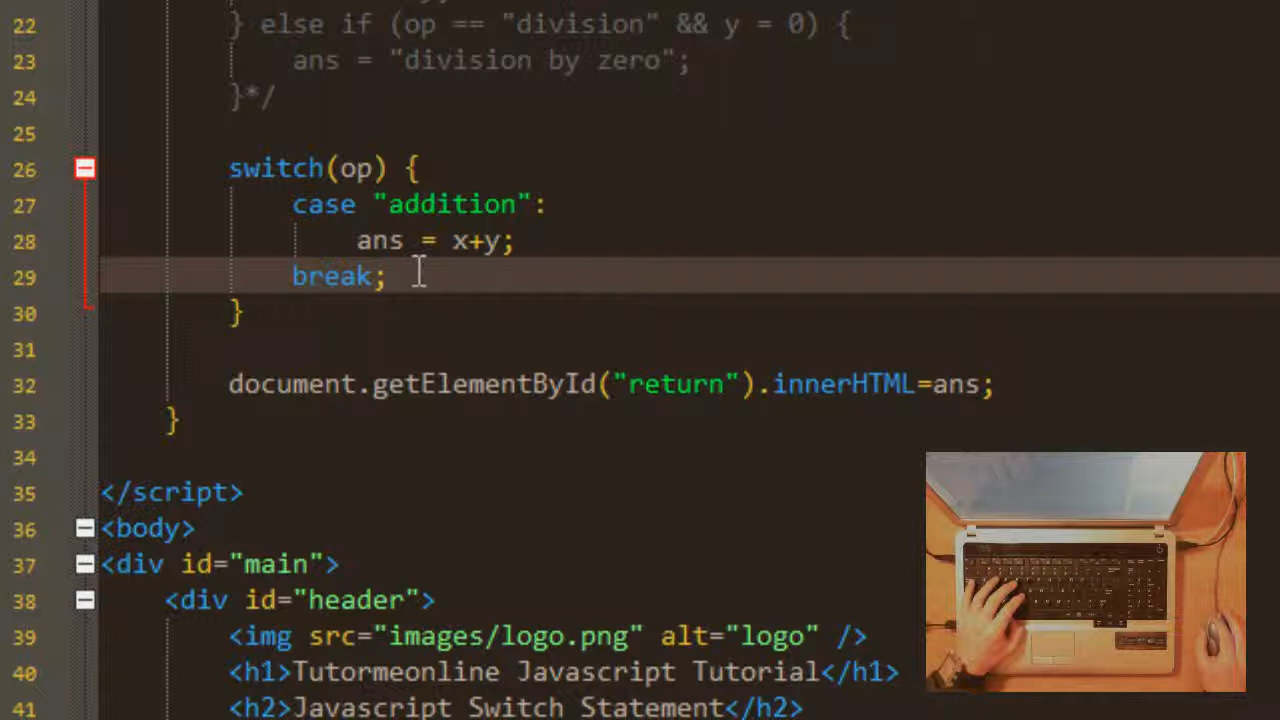 22 } else if (op == "division" && y = 0) {
23 ans = "division by zero";
24 }*/
25
26 switch(op) {
27 case "addition":
28 ans = x+y;
29 break;
30 }
31
32 document.getElementById("return").innerHTML=ans;
33 }
34
35 </script>
36 <body>
37 <div id="main">
38 <div id="header">
39 <img src="images/logo.png" alt="logo" />
40 <h1>Tutormeonline Javascript Tutorial</h1>
41 <h2>Javascript Switch Statement</h2>